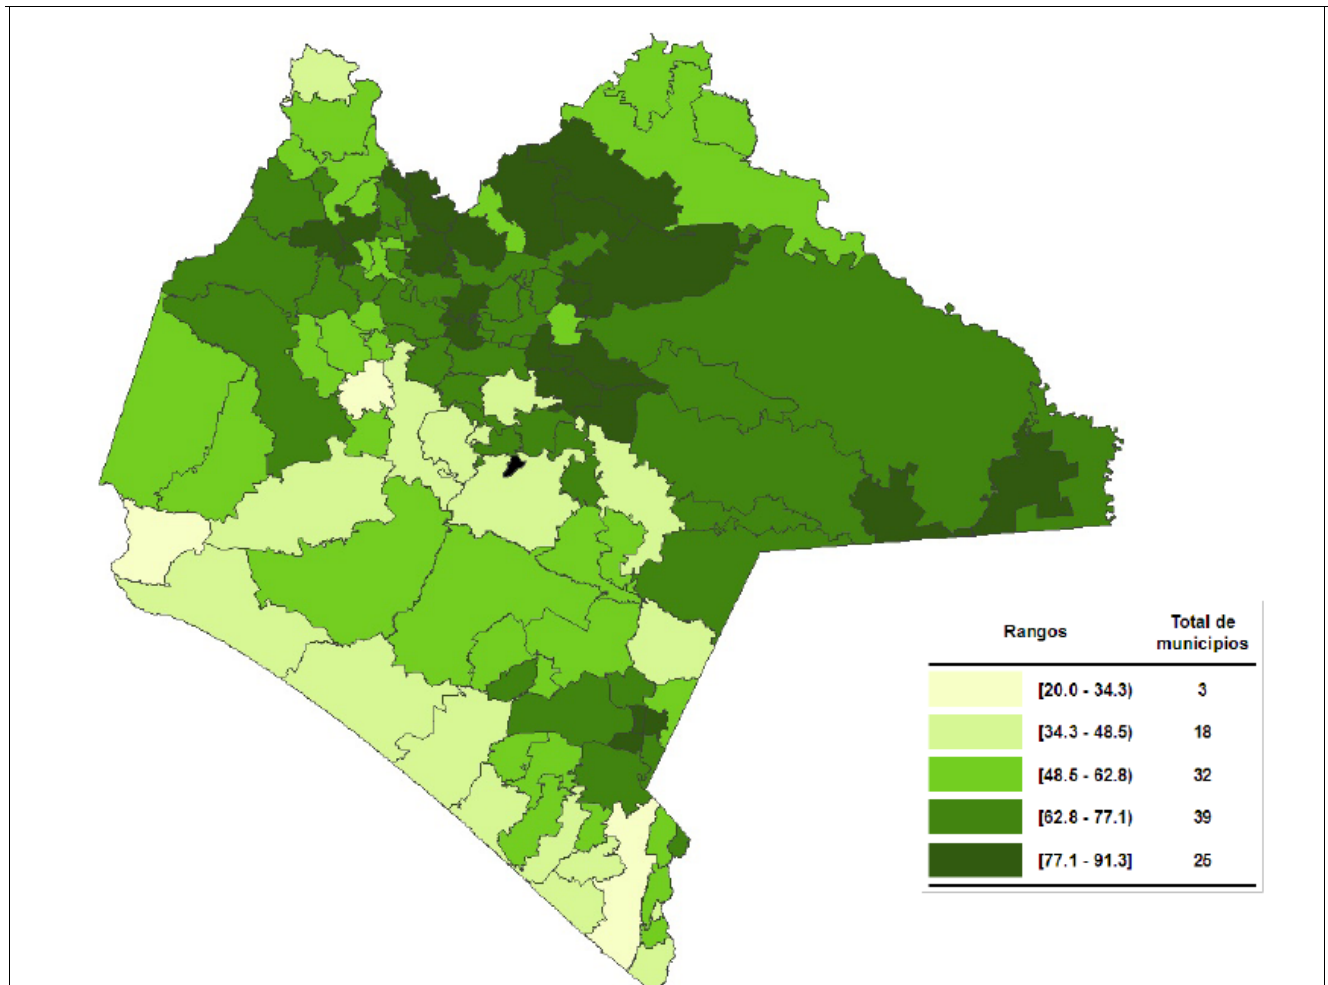 Rangos
Total de
municipios
[20.0 - 34.3) 3
[34.3 - 48.5) 18
[48.5 - 62.8) 32
[62.8 - 77.1) 39
[77.1 - 91.3] 25